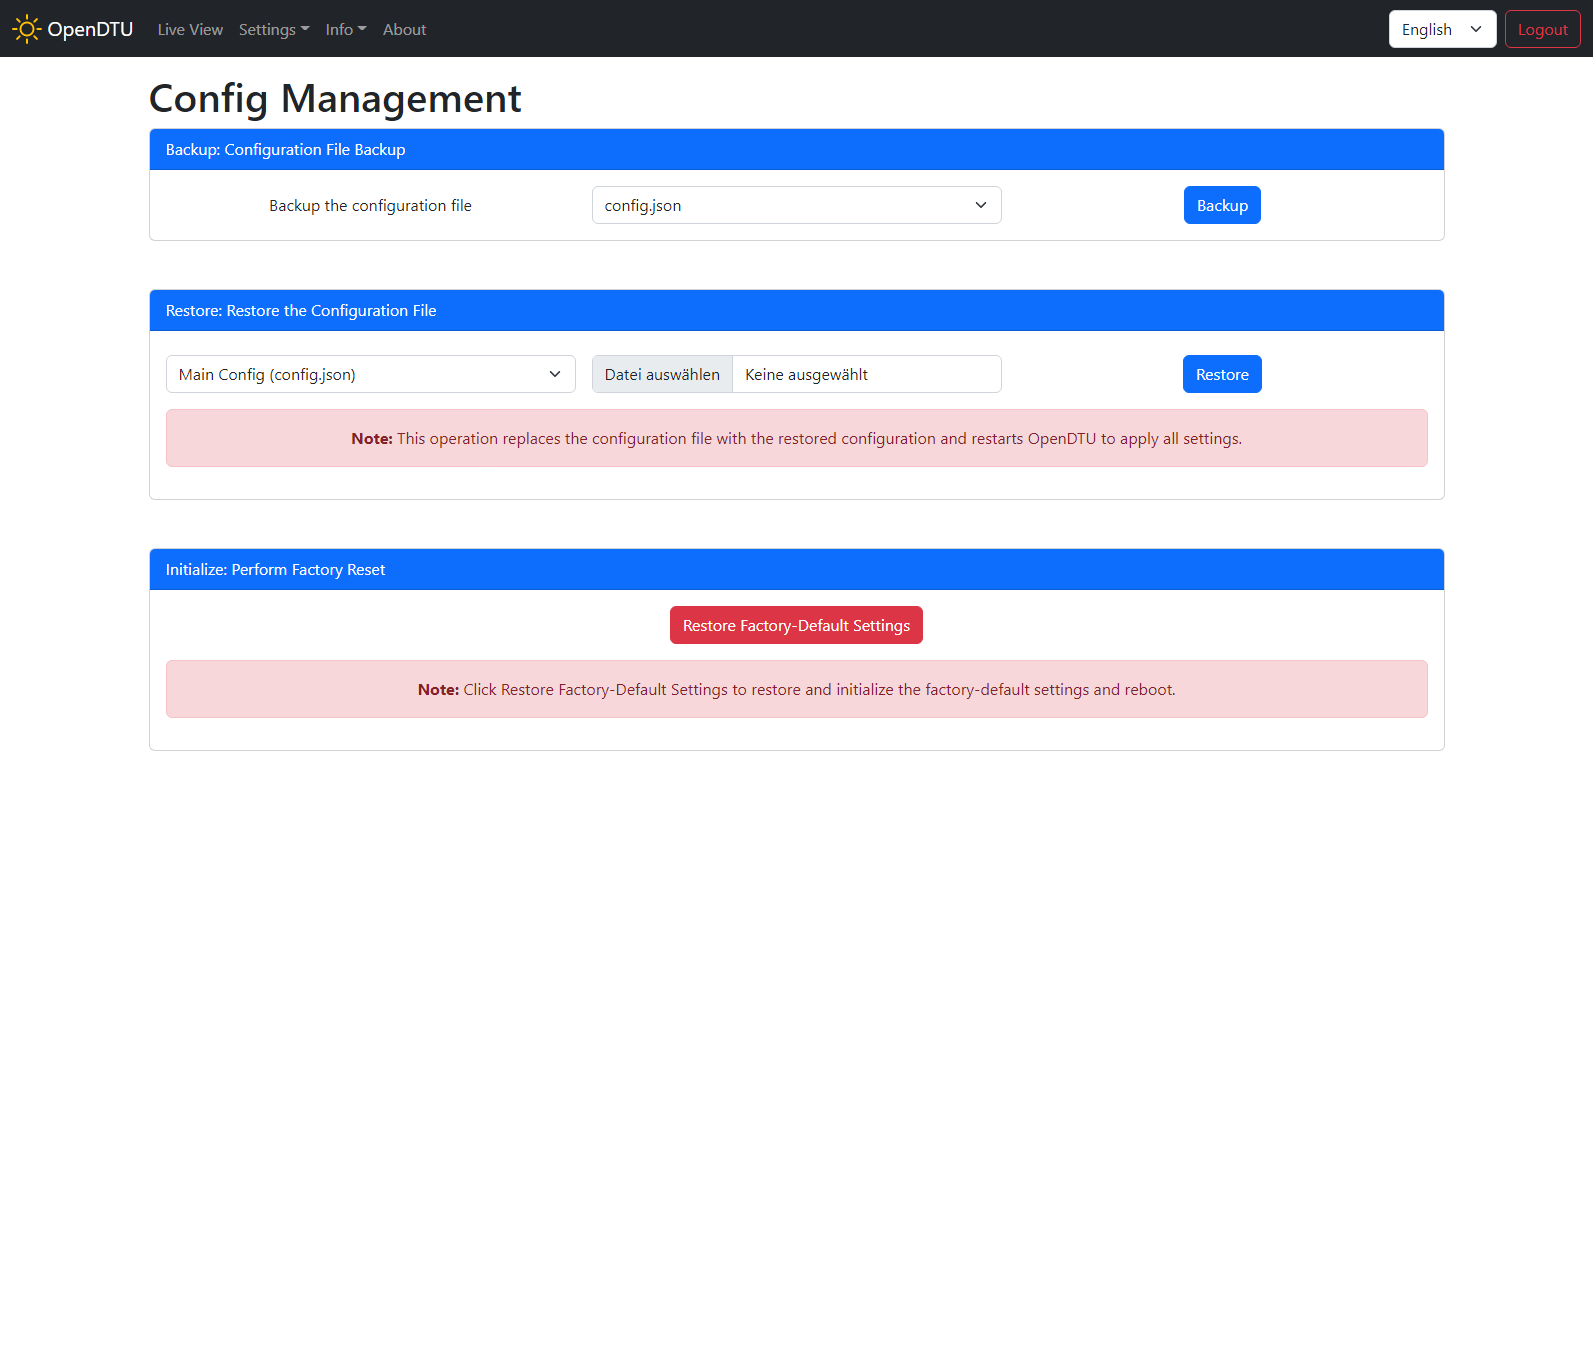 OpenDTU Live View Settings Info About English Logout
Config Management
Backup: Configuration File Backup
Backup the configuration file config.json Backup
Restore: Restore the Configuration File
Main Config (config.json) Datei auswählen Keine ausgewählt Restore
Note: This operation replaces the configuration file with the restored configuration and restarts OpenDTU to apply all settings.
Initialize: Perform Factory Reset
Restore Factory-Default Settings
Note: Click Restore Factory-Default Settings to restore and initialize the factory-default settings and reboot.